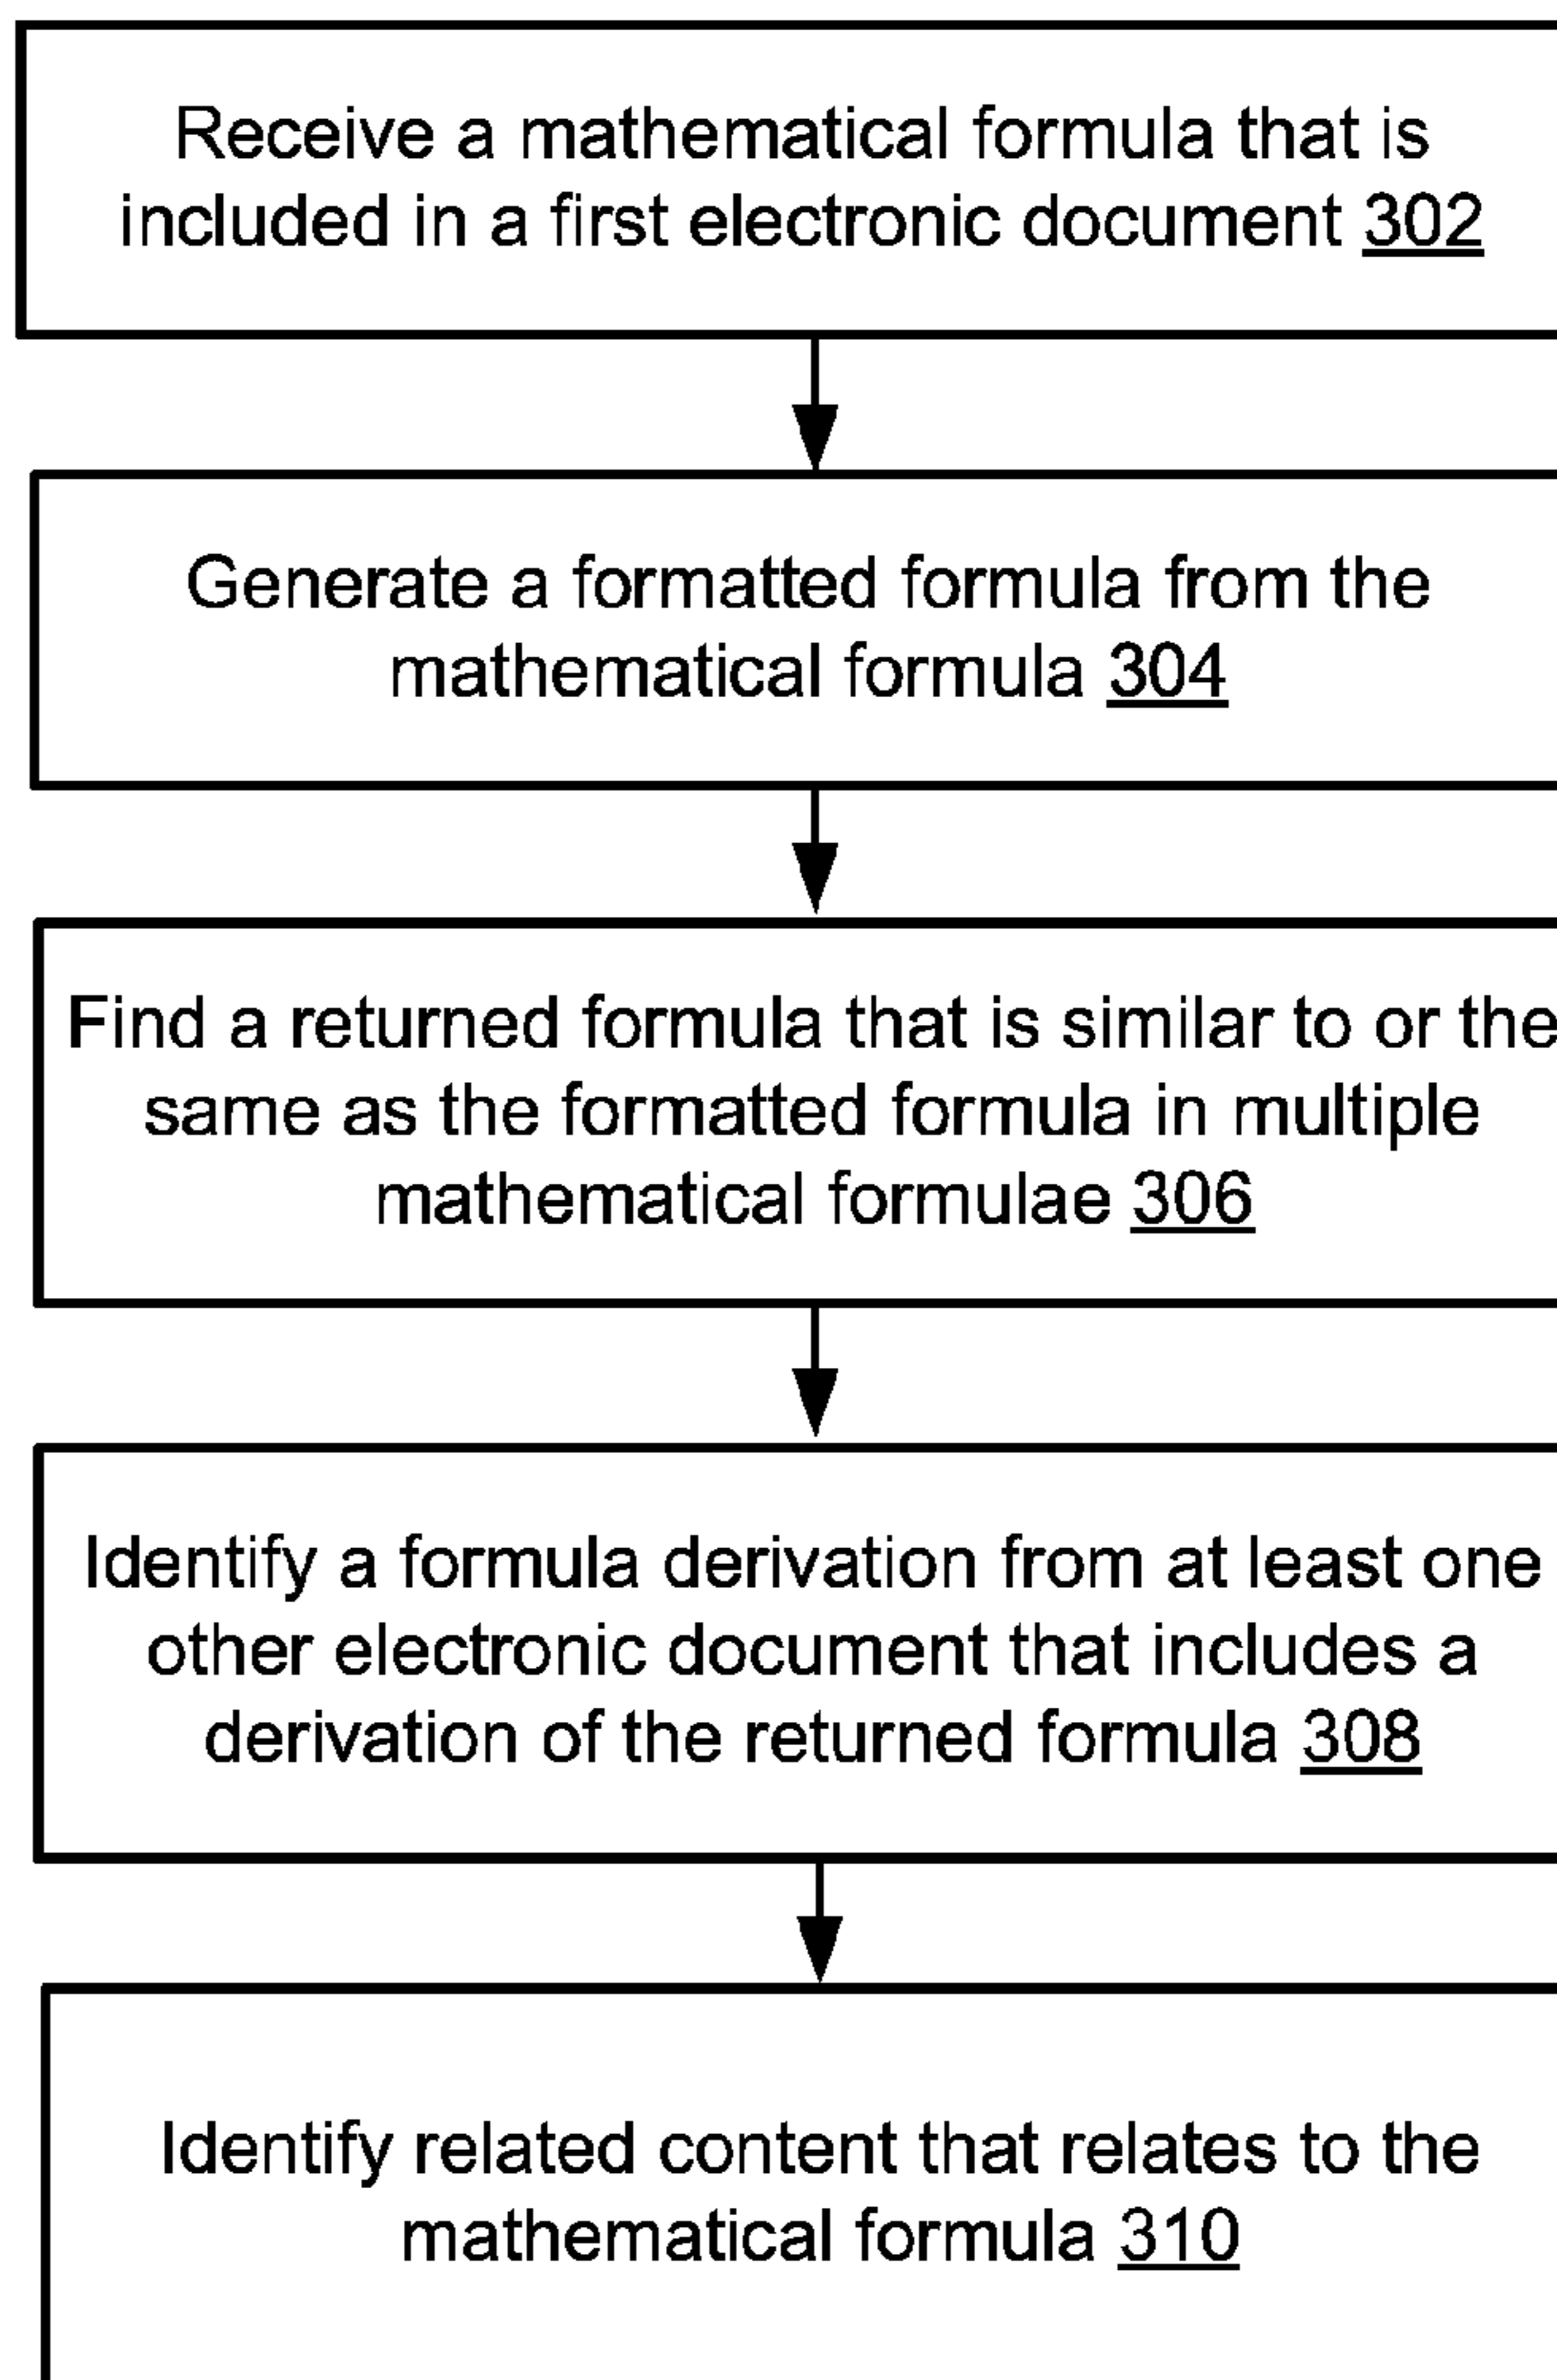 Receive a mathematical formula that is
included in a first electronic document 302
Generate a formatted formula from the
mathematical formula 304
Find a returned formula that is similar to or the
same as the formatted formula in multiple
mathematical formulae 306
Identify a formula derivation from at least one
other electronic document that includes a
derivation of the returned formula 308
Identify related content that relates to the
mathematical formula 310